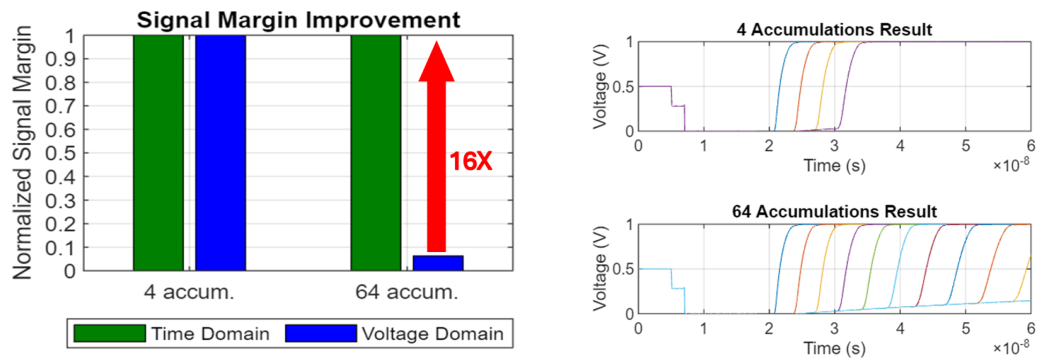 Signal Margin Improvement
Normalized Signal Margin
1
0.9
0.8
0.7
0.6
0.5
0.4
0.3
0.2
0.1
0
16X
4 accum.
64 accum.
Time Domain
Voltage Domain
4 Accumulations Result
Voltage (V)
1
0.5
0
0 1 2 3 4 5 6
Time (s)
×10⁻⁸
64 Accumulations Result
Voltage (V)
1
0.5
0
0 1 2 3 4 5 6
Time (s)
×10⁻⁸